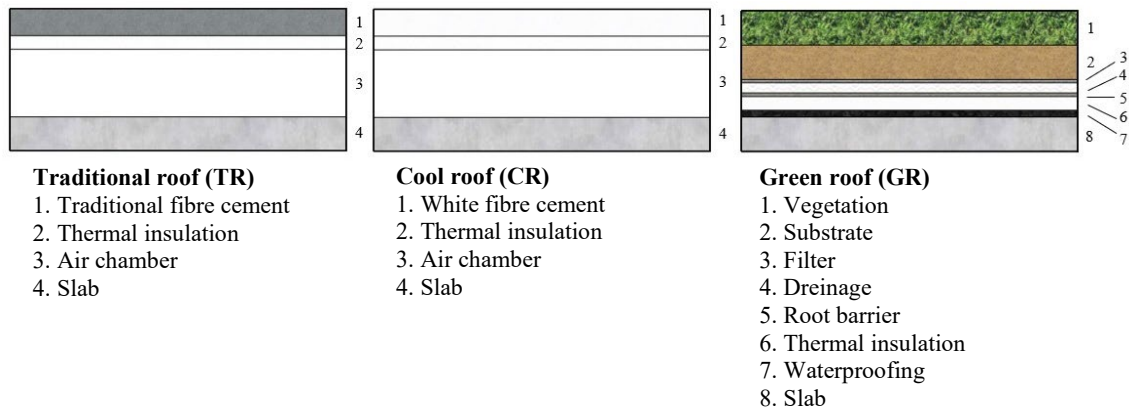 1
2
3
4
1
2
3
4
1
2
3
4
5
6
7
8
Traditional roof (TR)
1. Traditional fibre cement
2. Thermal insulation
3. Air chamber
4. Slab
Cool roof (CR)
1. White fibre cement
2. Thermal insulation
3. Air chamber
4. Slab
Green roof (GR)
1. Vegetation
2. Substrate
3. Filter
4. Dreinage
5. Root barrier
6. Thermal insulation
7. Waterproofing
8. Slab